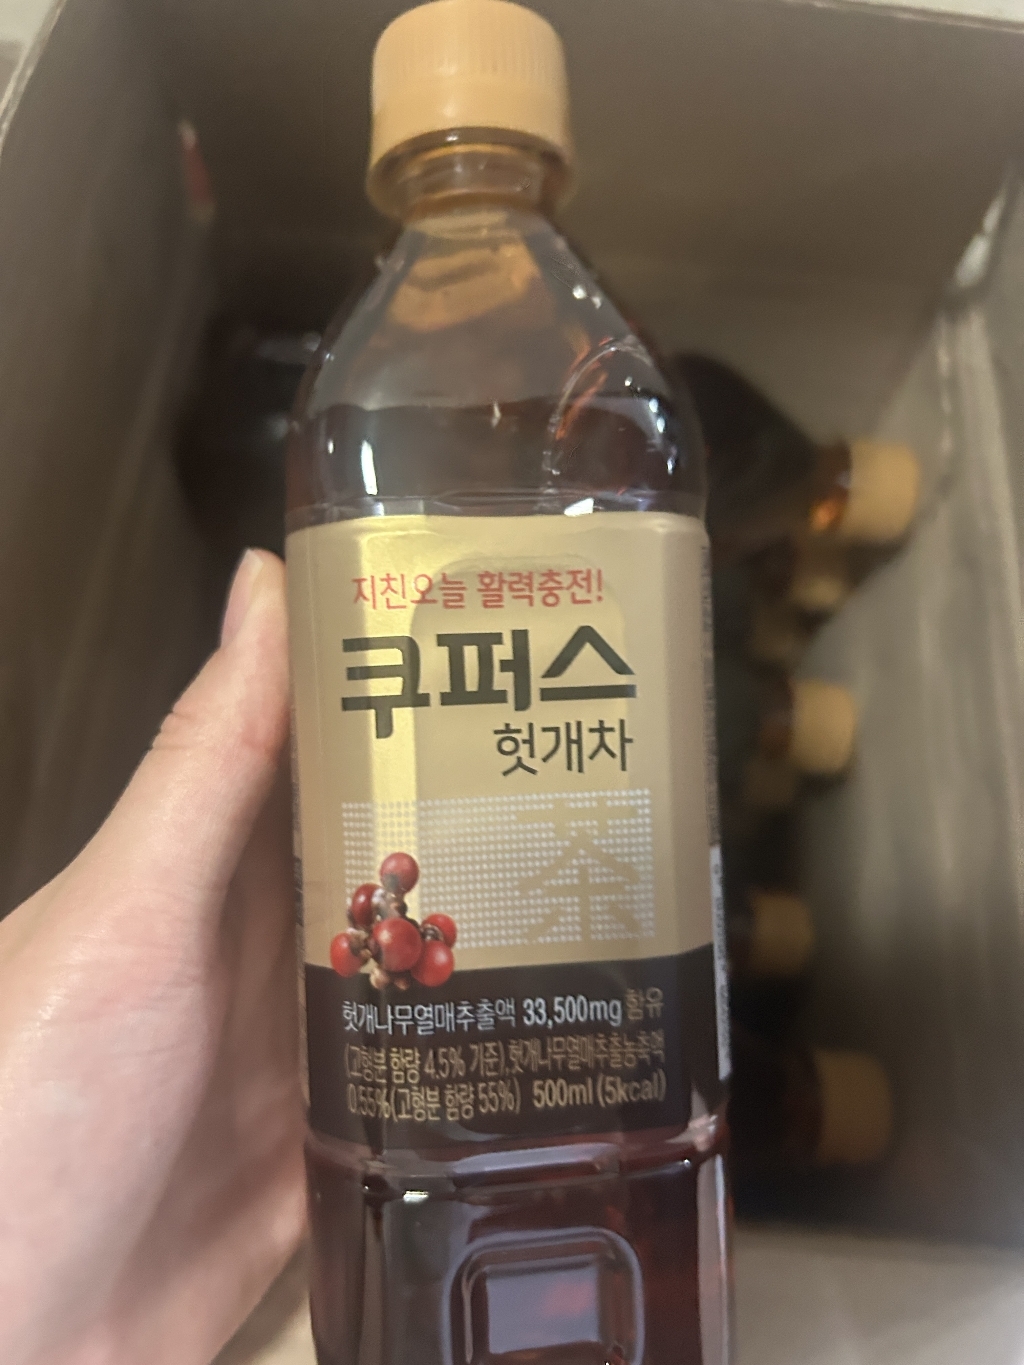 지친오늘 활력충전!
쿠퍼스
헛개차
茶
헛개나무열매추출액 33,500mg 함유
(고형분 함량 4.5% 기준),헛개나무열매추출농축액
0.55%(고형분 함량 55%) 500ml (5kcal)